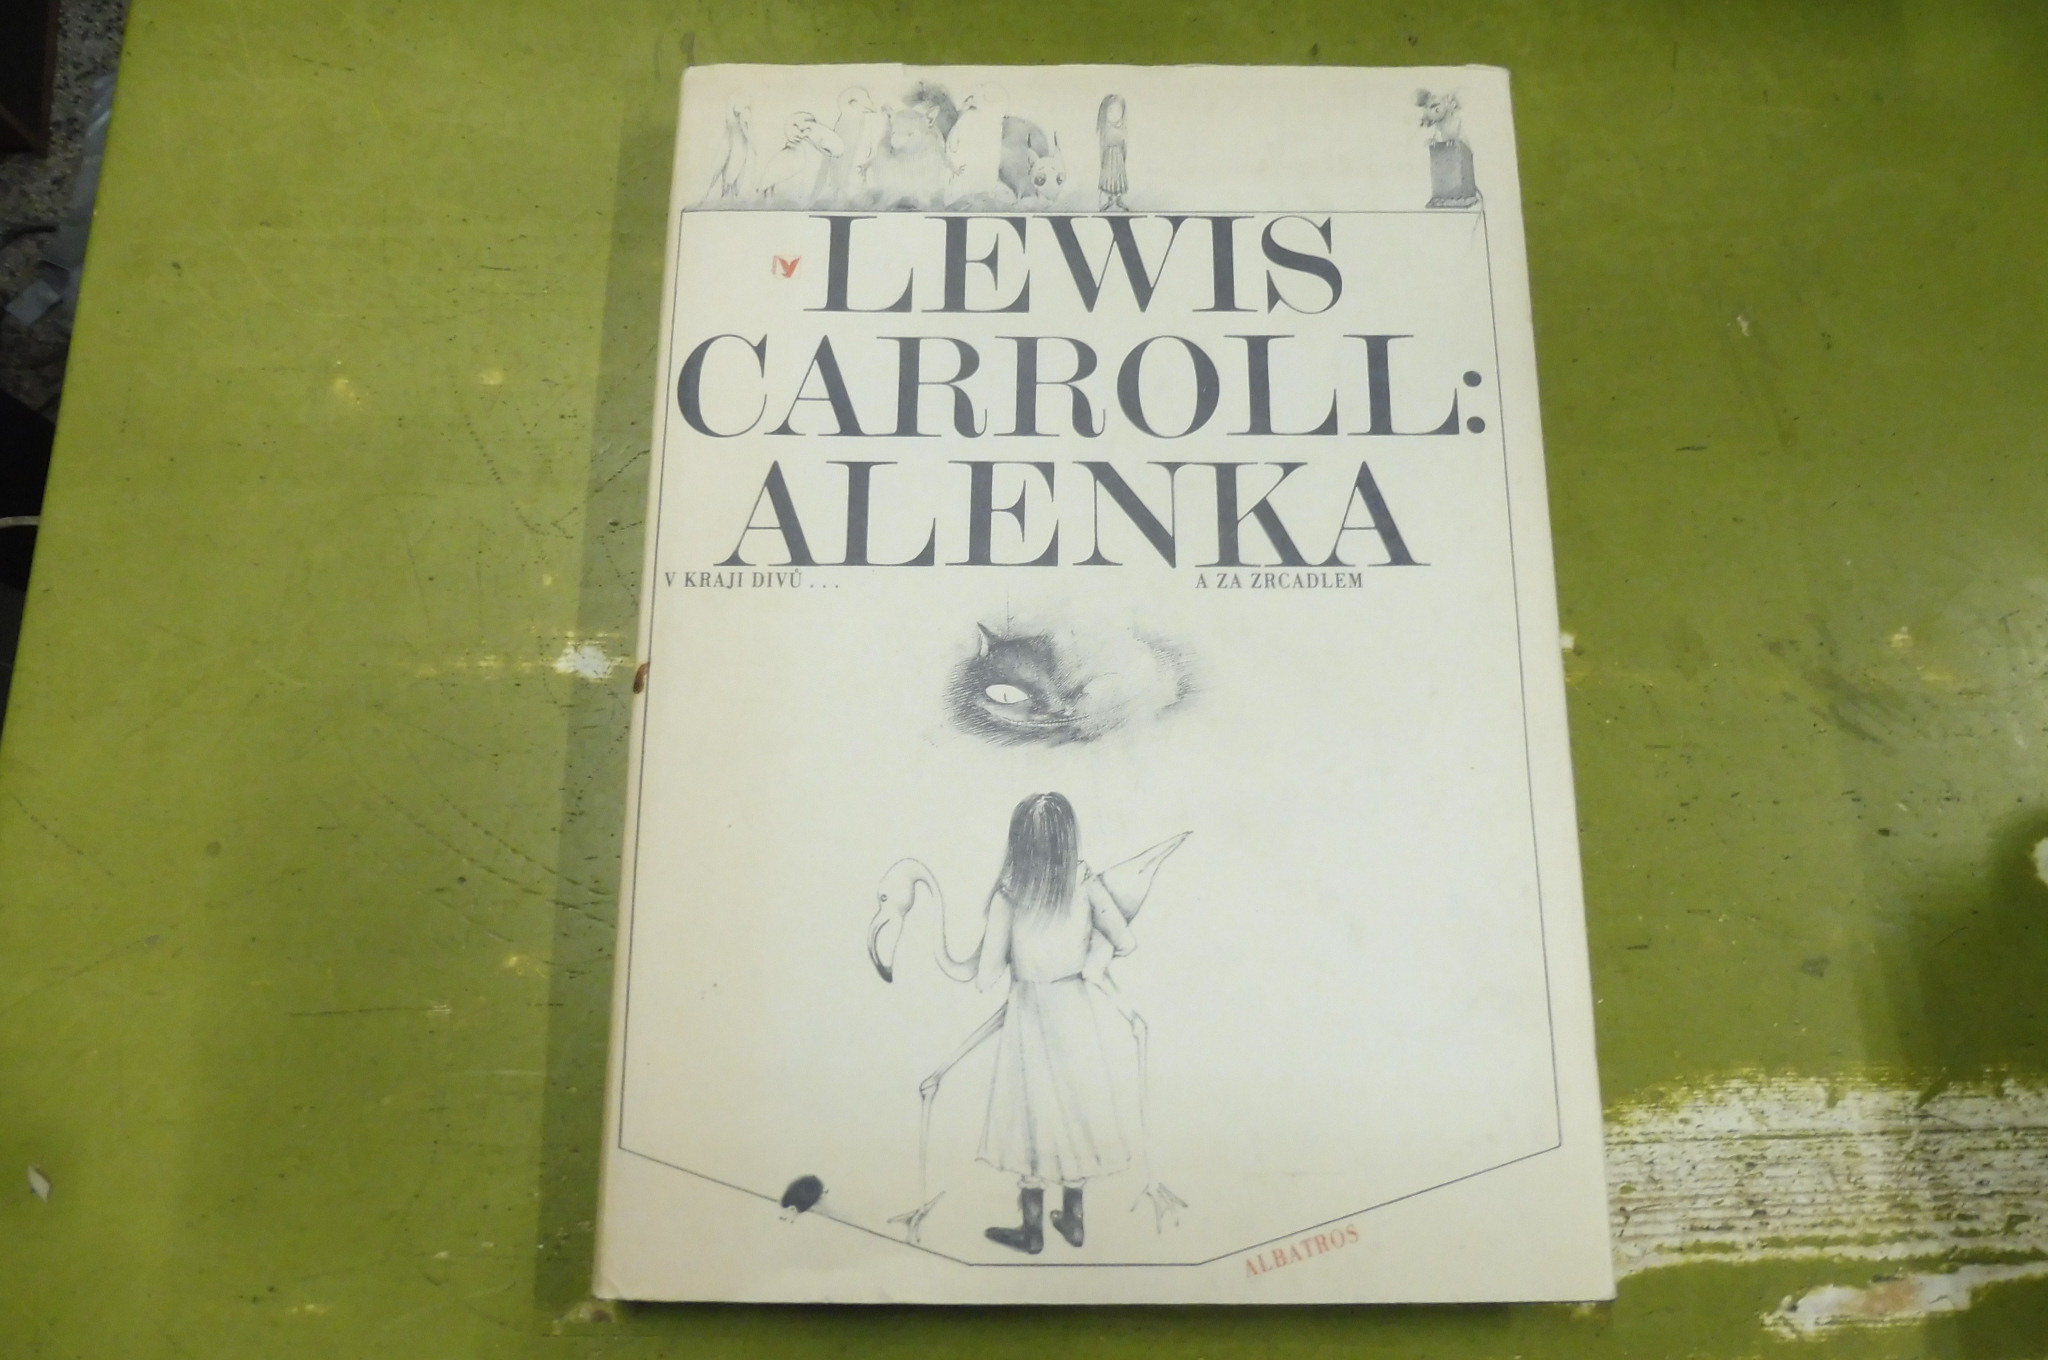 LEWIS
CARROLL:
ALENKA
V KRAJI DIVŮ... A ZA ZRCADLEM
ALBATROS